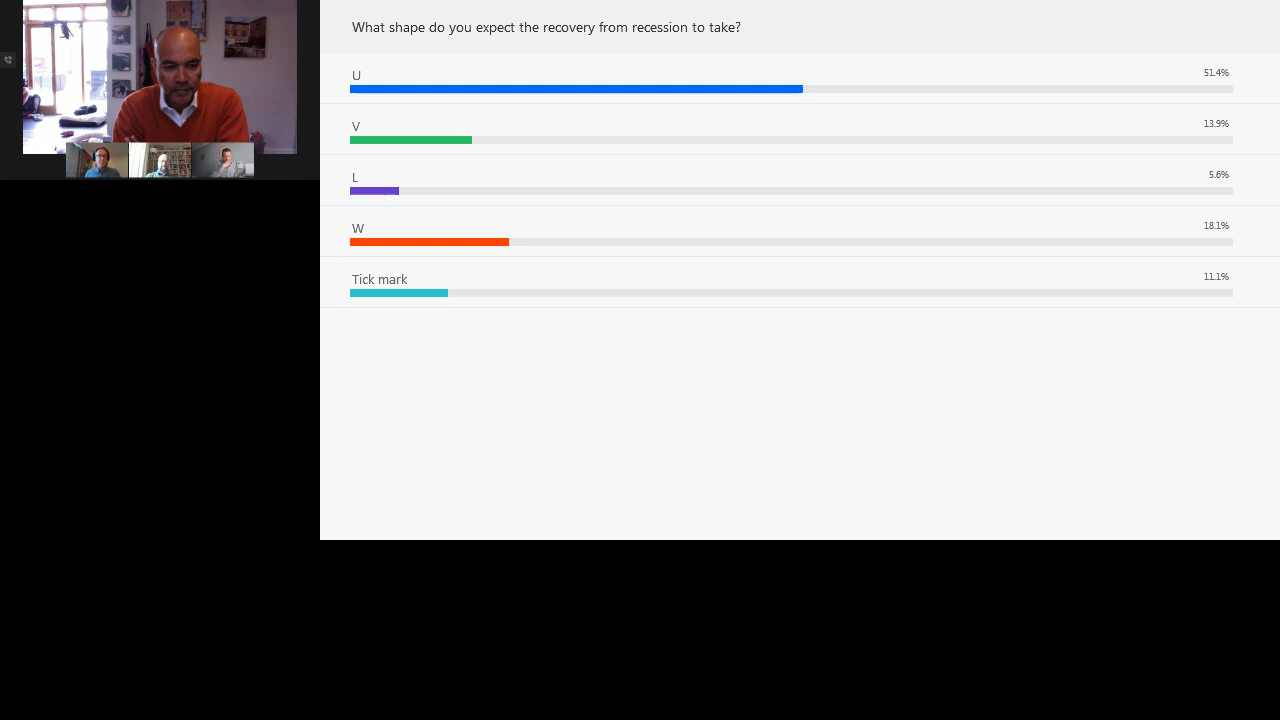 What shape do you expect the recovery from recession to take?
U
51.4%
V
13.9%
L
5.6%
W
18.1%
Tick mark
11.1%